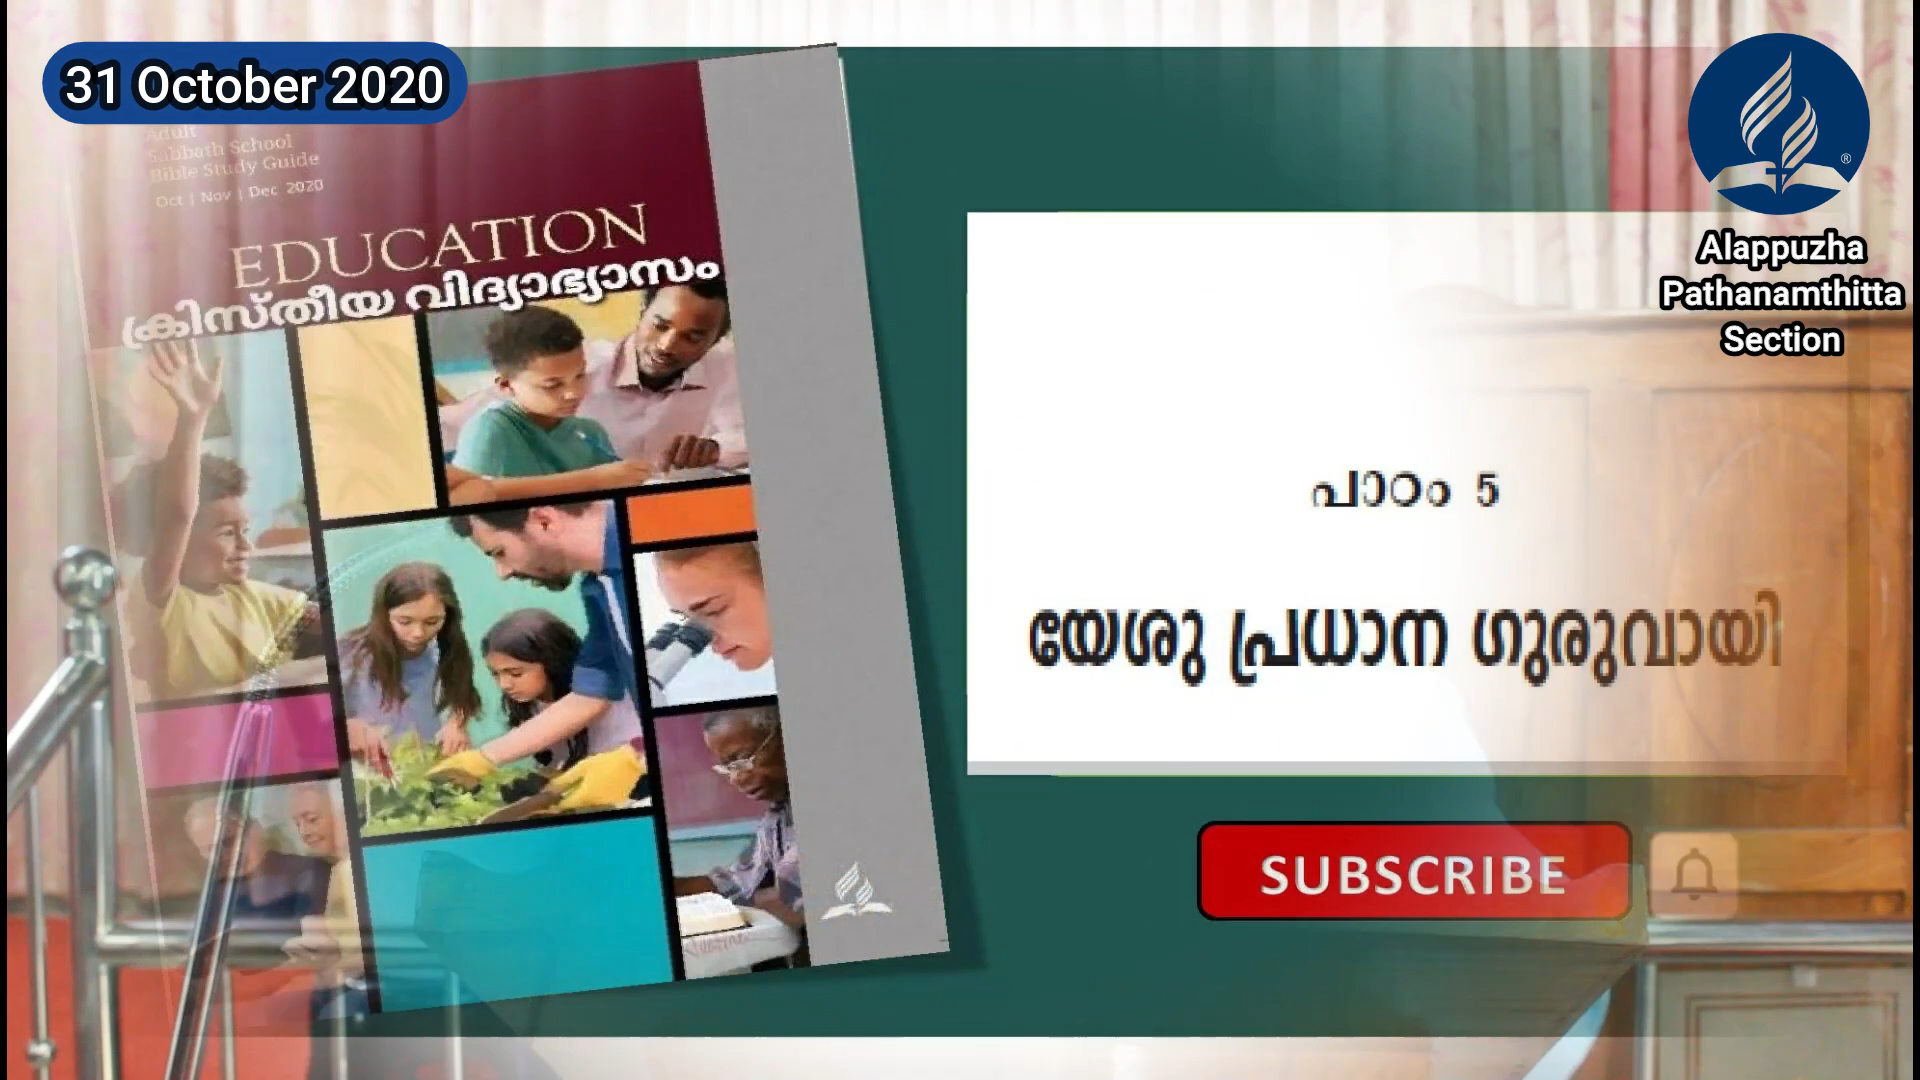 31 October 2020
Adult
Sabbath School
Bible Study Guide
Oct | Nov | Dec 2020
EDUCATION
ക്രിസ്തീയ വിദ്യാഭ്യാസം
®
Alappuzha
Pathanamthitta
Section
പാഠം 5
യേശു പ്രധാന ഗുരുവായി
SUBSCRIBE